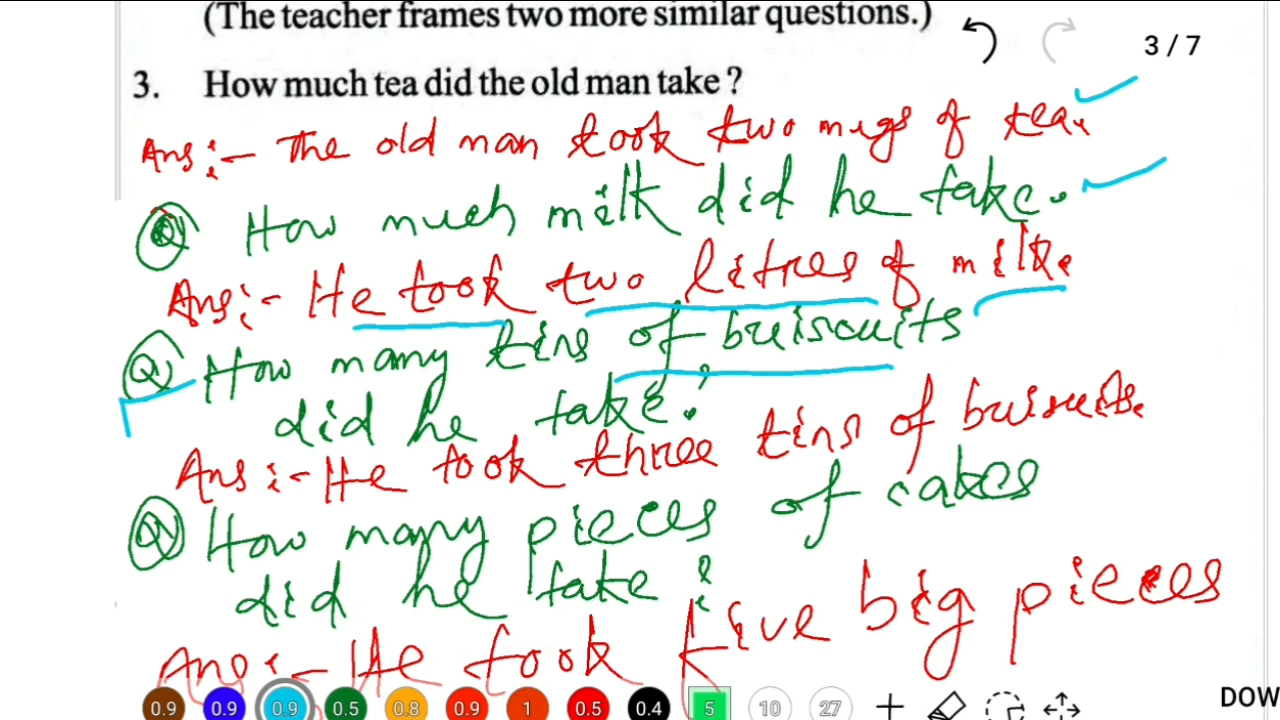 (The teacher frames two more similar questions.)
3 / 7
3. How much tea did the old man take ?
Ans :- The old man took two mugs of tea.
Q How much milk did he take.
Ans :- He took two litres of milk.
Q How many tins of buiscuits
did he take?
Ans :- He took three tins of buiscuits.
Q How many pieces of cakes
did he take ?
Ans :- He took five big pieces
0.9 0.9 0.9 0.5 0.8 0.9 1 0.5 0.4 5 10 27
DOW